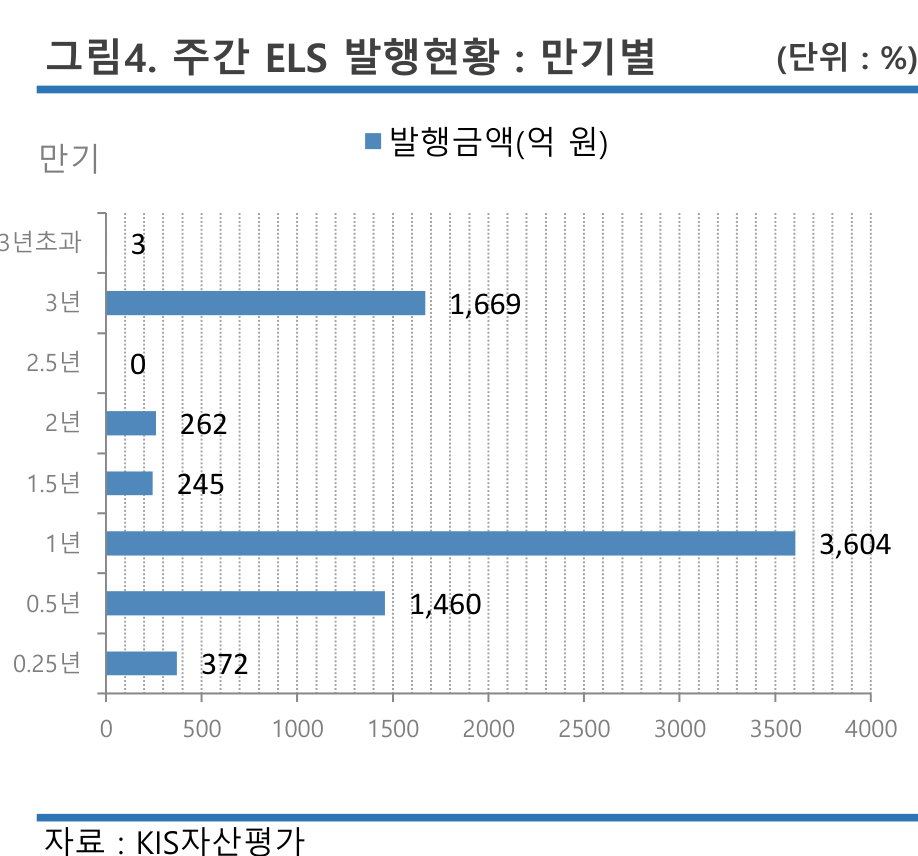 그림4. 주간 ELS 발행현황 : 만기별 (단위 : %)
발행금액(억 원)
만기
3년초과 3
3년 1,669
2.5년 0
2년 262
1.5년 245
1년 3,604
0.5년 1,460
0.25년 372
0 500 1000 1500 2000 2500 3000 3500 4000
자료 : KIS자산평가